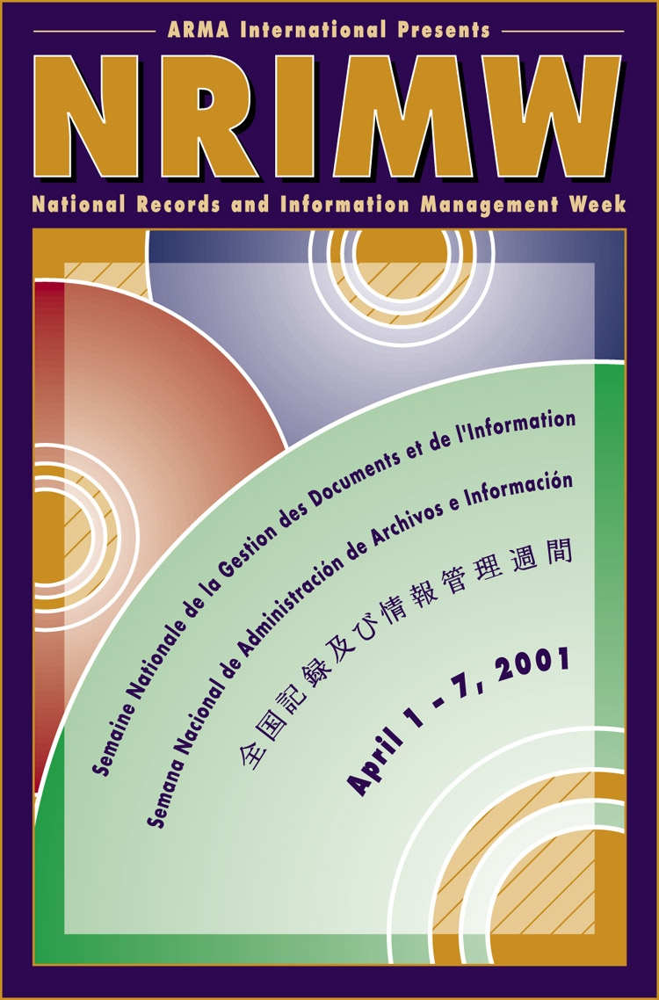 ARMA International Presents
NRIMW
National Records and Information Management Week
Semaine Nationale de la Gestion des Documents et de l'Information
Semana Nacional de Administración de Archivos e Información
全国記録及び情報管理週間
April 1 - 7, 2001